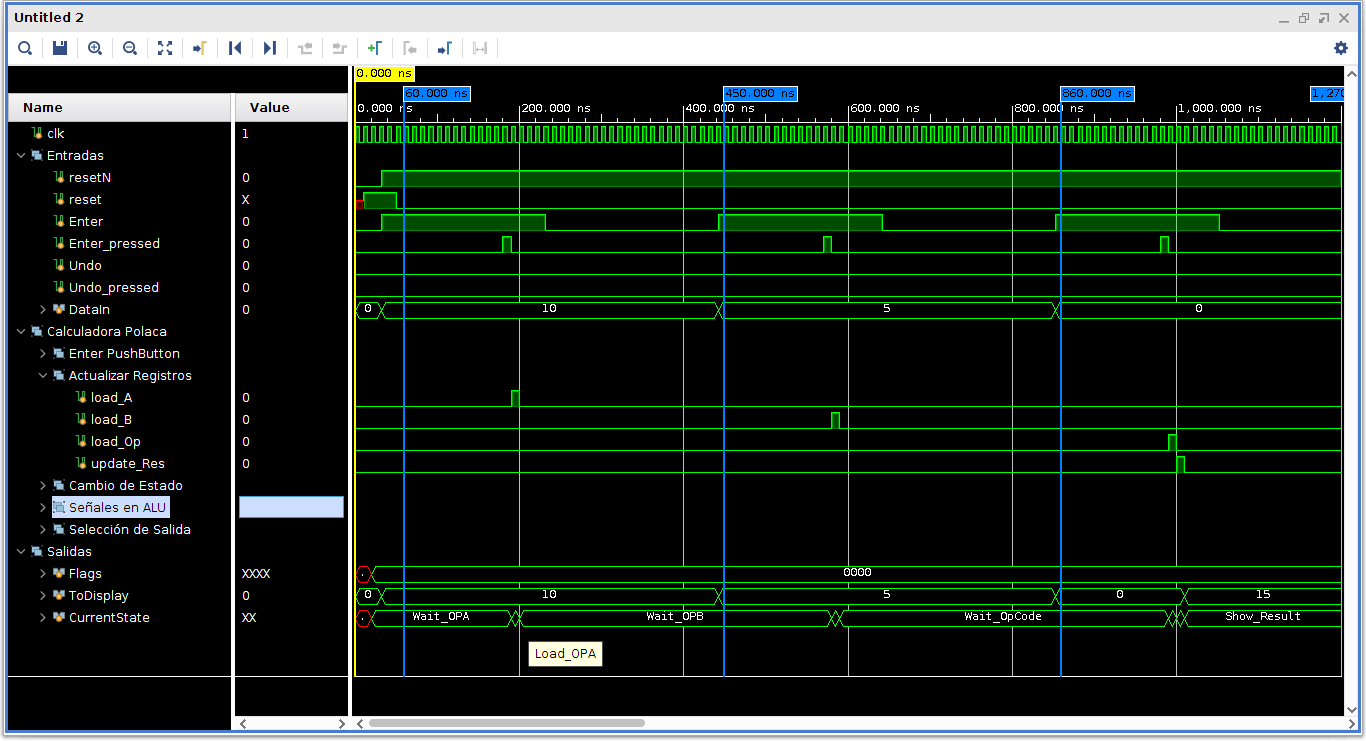 Untitled 2
0.000 ns
60.000 ns 450.000 ns 860.000 ns 1,270
Name Value
0.000 ns 200.000 ns 400.000 ns 600.000 ns 800.000 ns 1,000.000 ns
clk 1
Entradas
resetN 0
reset X
Enter 0
Enter_pressed 0
Undo 0
Undo_pressed 0
DataIn 0 0 10 5 0
Calculadora Polaca
Enter PushButton
Actualizar Registros
load_A 0
load_B 0
load_Op 0
update_Res 0
Cambio de Estado
Señales en ALU
Selección de Salida
Salidas
Flags XXXX . 0000
ToDisplay 0 0 10 5 0 15
CurrentState XX . Wait_OPA Wait_OPB Wait_OpCode Show_Result
Load_OPA